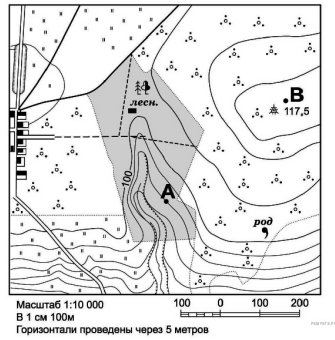 В
лесн.
117,5
100
А
род
Масштаб 1:10 000
В 1 см 100м
100 0 100 200
Горизонтали проведены через 5 метров